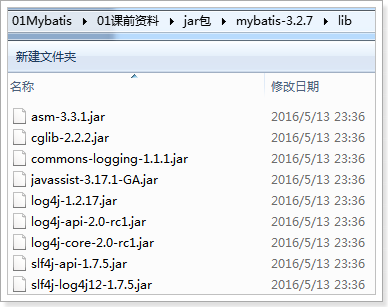 01Mybatis ▸ 01课前资料 ▸ jar包 ▸ mybatis-3.2.7 ▸ lib
新建文件夹
名称 修改日期
asm-3.3.1.jar 2016/5/13 23:36
cglib-2.2.2.jar 2016/5/13 23:36
commons-logging-1.1.1.jar 2016/5/13 23:36
javassist-3.17.1-GA.jar 2016/5/13 23:36
log4j-1.2.17.jar 2016/5/13 23:36
log4j-api-2.0-rc1.jar 2016/5/13 23:36
log4j-core-2.0-rc1.jar 2016/5/13 23:36
slf4j-api-1.7.5.jar 2016/5/13 23:36
slf4j-log4j12-1.7.5.jar 2016/5/13 23:36